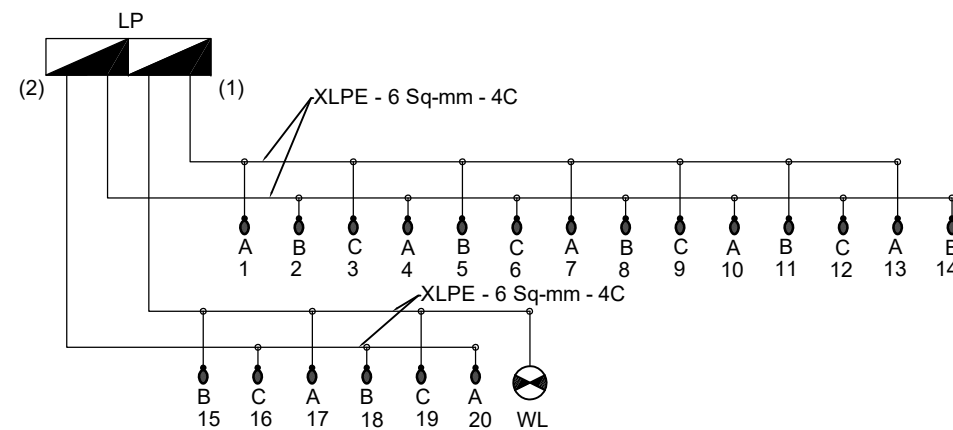 LP
(2) (1)
XLPE - 6 Sq-mm - 4C
A B C A B C A B C A B C A B
1 2 3 4 5 6 7 8 9 10 11 12 13 14
XLPE - 6 Sq-mm - 4C
B C A B C A
15 16 17 18 19 20 WL